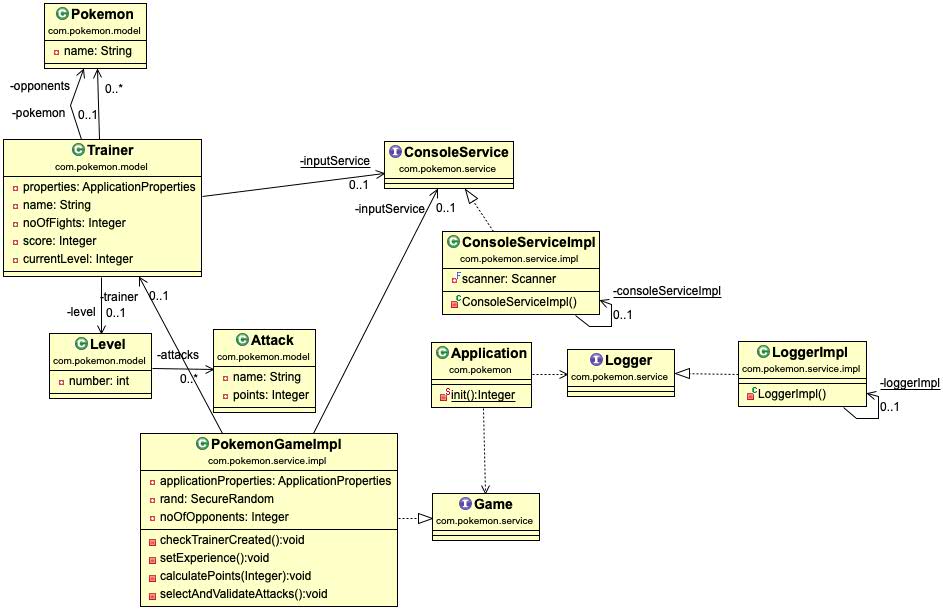 Pokemon
com.pokemon.model
name: String
-opponents
0..*
-pokemon
0..1
Trainer
com.pokemon.model
properties: ApplicationProperties
name: String
noOfFights: Integer
score: Integer
currentLevel: Integer
-inputService
0..1
ConsoleService
com.pokemon.service
-inputService
0..1
ConsoleServiceImpl
com.pokemon.service.impl
scanner: Scanner
ConsoleServiceImpl()
-consoleServiceImpl
0..1
-trainer
0..1
-level
0..1
Level
com.pokemon.model
number: int
-attacks
0..*
Attack
com.pokemon.model
name: String
points: Integer
Application
com.pokemon
init():Integer
Logger
com.pokemon.service
LoggerImpl
com.pokemon.service.impl
LoggerImpl()
-loggerImpl
0..1
PokemonGameImpl
com.pokemon.service.impl
applicationProperties: ApplicationProperties
rand: SecureRandom
noOfOpponents: Integer
checkTrainerCreated():void
setExperience():void
calculatePoints(Integer):void
selectAndValidateAttacks():void
Game
com.pokemon.service